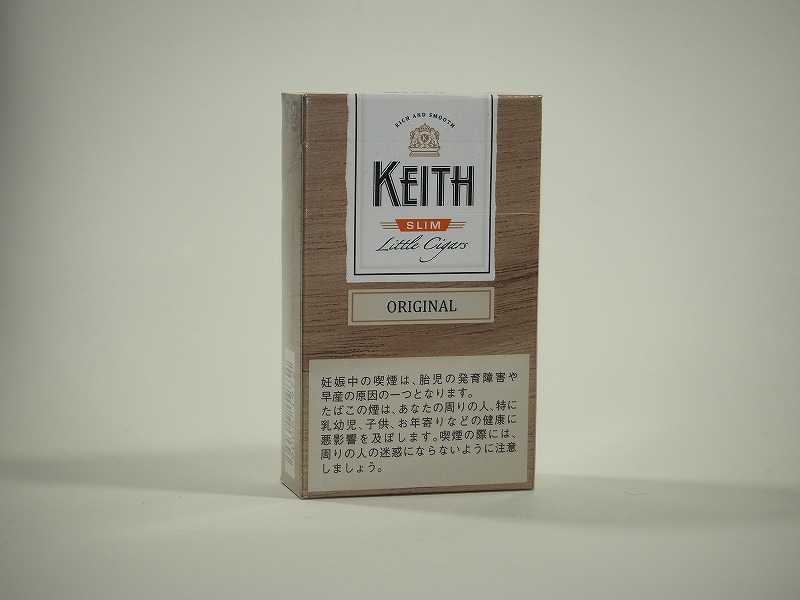 RICH AND SMOOTH
K
KEITH
SLIM
Little Cigars
ORIGINAL
妊娠中の喫煙は、胎児の発育障害や
早産の原因の一つとなります。
たばこの煙は、あなたの周りの人、特に
乳幼児、子供、お年寄りなどの健康に
悪影響を及ぼします。喫煙の際には、
周りの人の迷惑にならないように注意
しましょう。